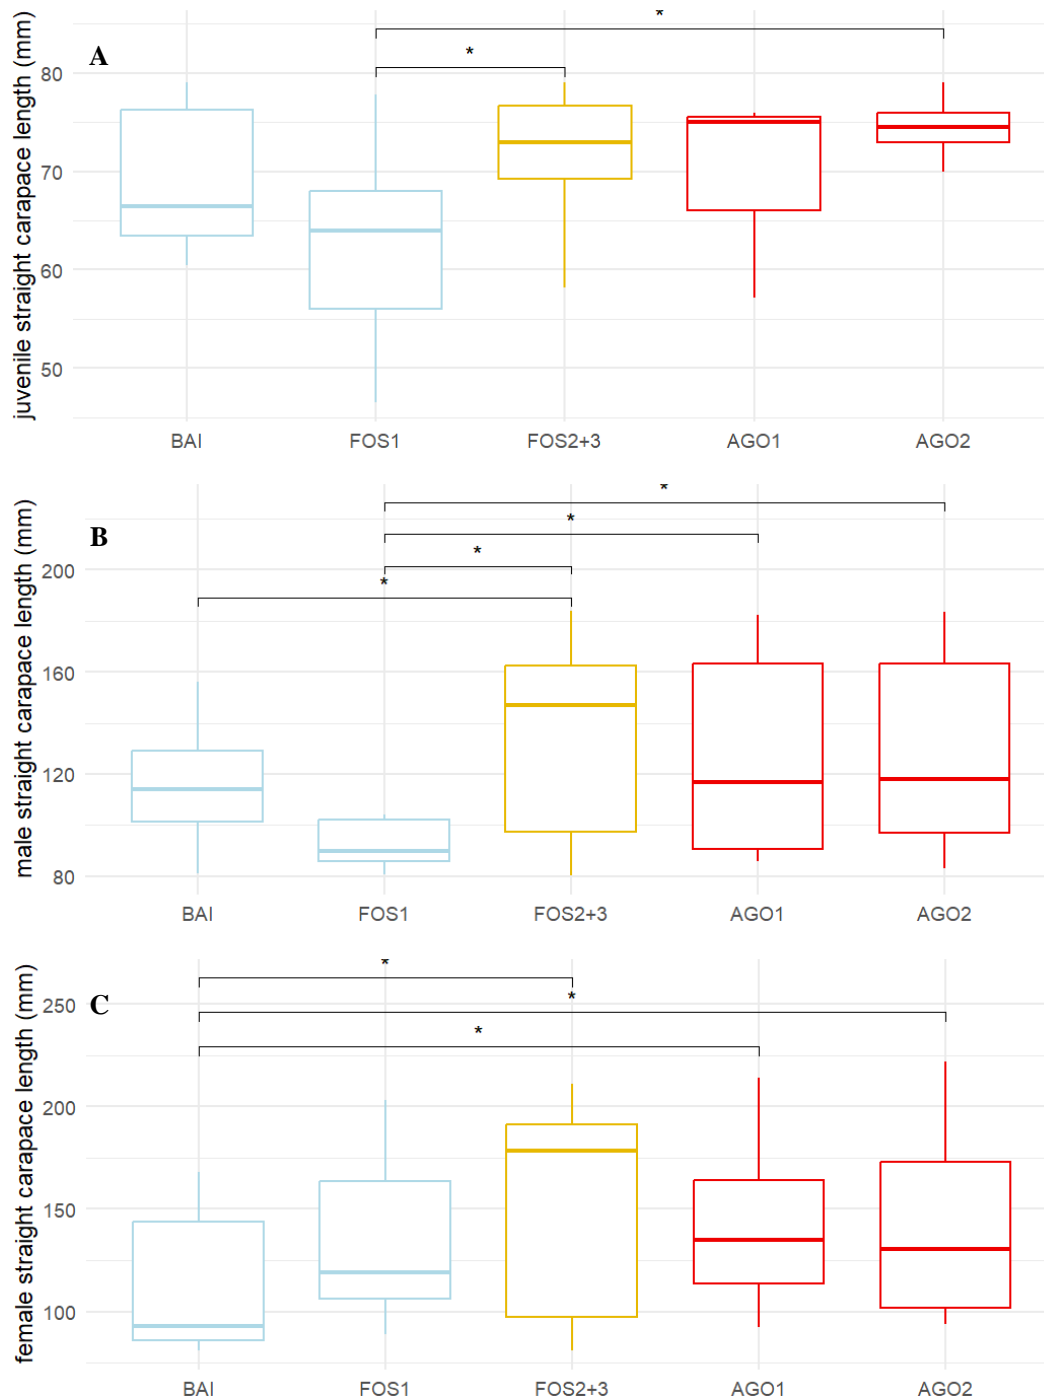 *
A
*
80
70
60
50
juvenile straight carapace length (mm)
BAI FOS1 FOS2+3 AGO1 AGO2
*
*
B
*
*
200
160
120
80
male straight carapace length (mm)
BAI FOS1 FOS2+3 AGO1 AGO2
*
*
C
*
250
200
150
100
female straight carapace length (mm)
BAI FOS1 FOS2+3 AGO1 AGO2